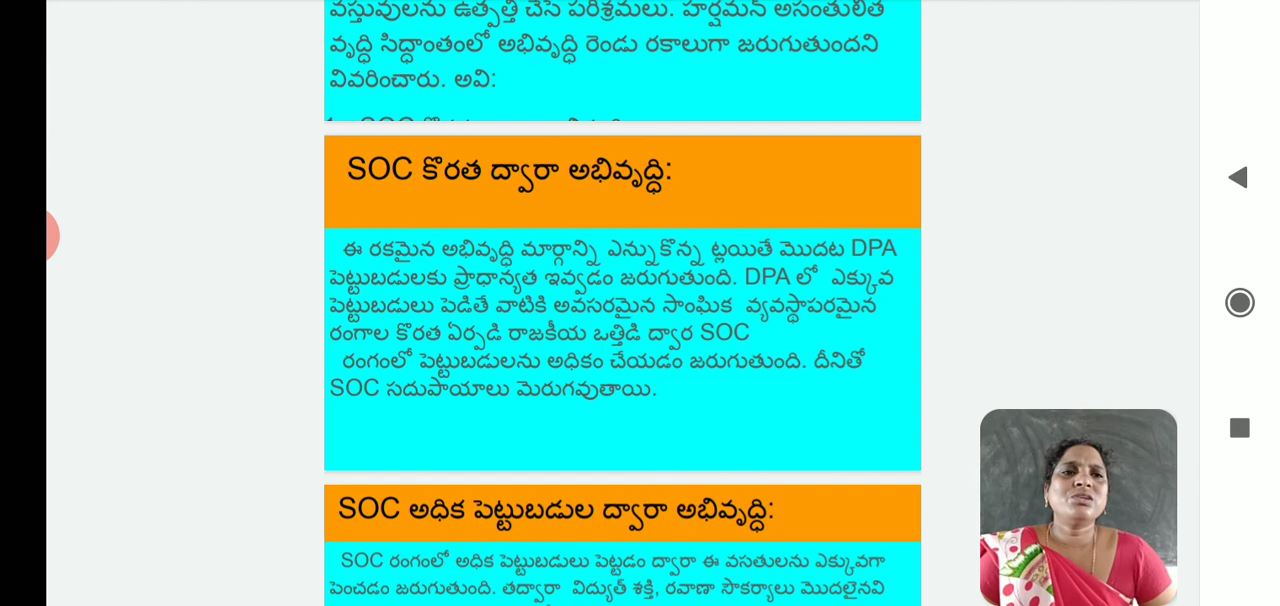 వస్తువులను ఉత్పత్తి చేసే పరిశ్రమలు. హర్షమన్ అసంతులిత
వృద్ధి సిద్ధాంతంలో అభివృద్ధి రెండు రకాలుగా జరుగుతుందని
వివరించారు. అవి:
SOC కొరత ద్వారా అభివృద్ధి:
ఈ రకమైన అభివృద్ధి మార్గాన్ని ఎన్నుకొన్న ట్లయితే మొదట DPA
పెట్టుబడులకు ప్రాధాన్యత ఇవ్వడం జరుగుతుంది. DPA లో ఎక్కువ
పెట్టుబడులు పెడితే వాటికి అవసరమైన సాంఘిక వ్యవస్థాపరమైన
రంగాల కొరత ఏర్పడి రాజకీయ ఒత్తిడి ద్వార SOC
రంగంలో పెట్టుబడులను అధికం చేయడం జరుగుతుంది. దీనితో
SOC సదుపాయాలు మెరుగవుతాయి.
SOC అధిక పెట్టుబడుల ద్వారా అభివృద్ధి:
SOC రంగంలో అధిక పెట్టుబడులు పెట్టడం ద్వారా ఈ వసతులను ఎక్కువగా
పెంచడం జరుగుతుంది. తద్వారా విద్యుత్ శక్తి, రవాణా సౌకర్యాలు మొదలైనవి